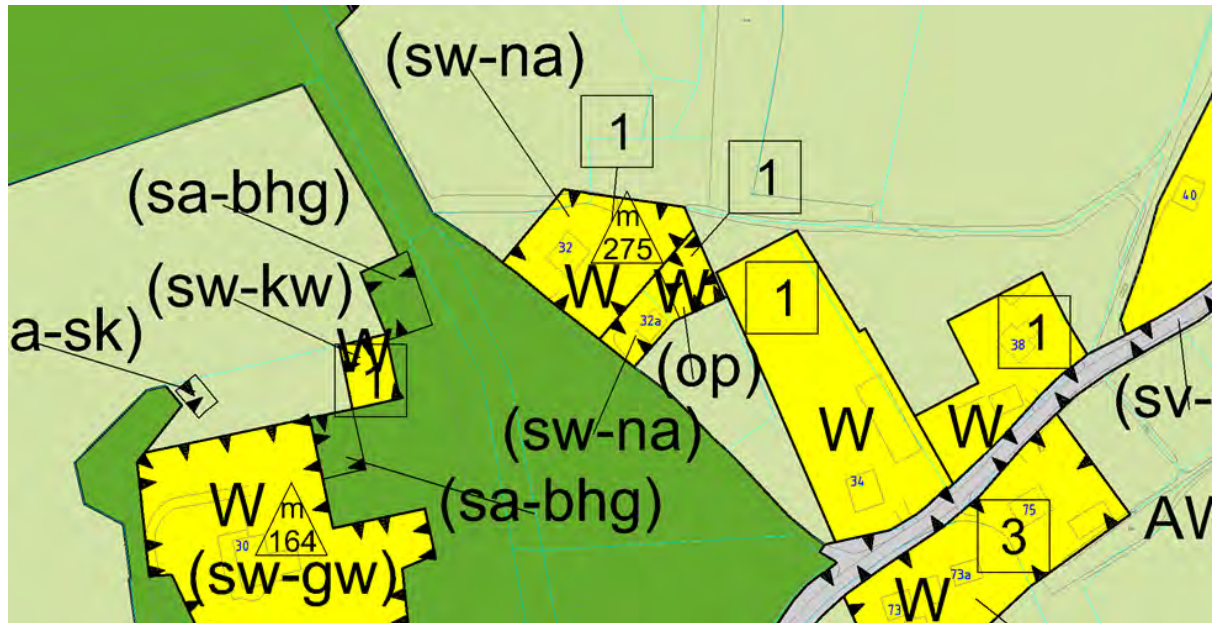 (sw-na)
1
1
40
(sa-bhg)
m
275
32
W
W
(sw-kw)
1
32a
38
1
a-sk)
W
1
(op)
(sv-
(sw-na)
W
W
34
(sa-bhg)
W
m
164
30
(sw-gw)
75
3
AW
73a
73
W